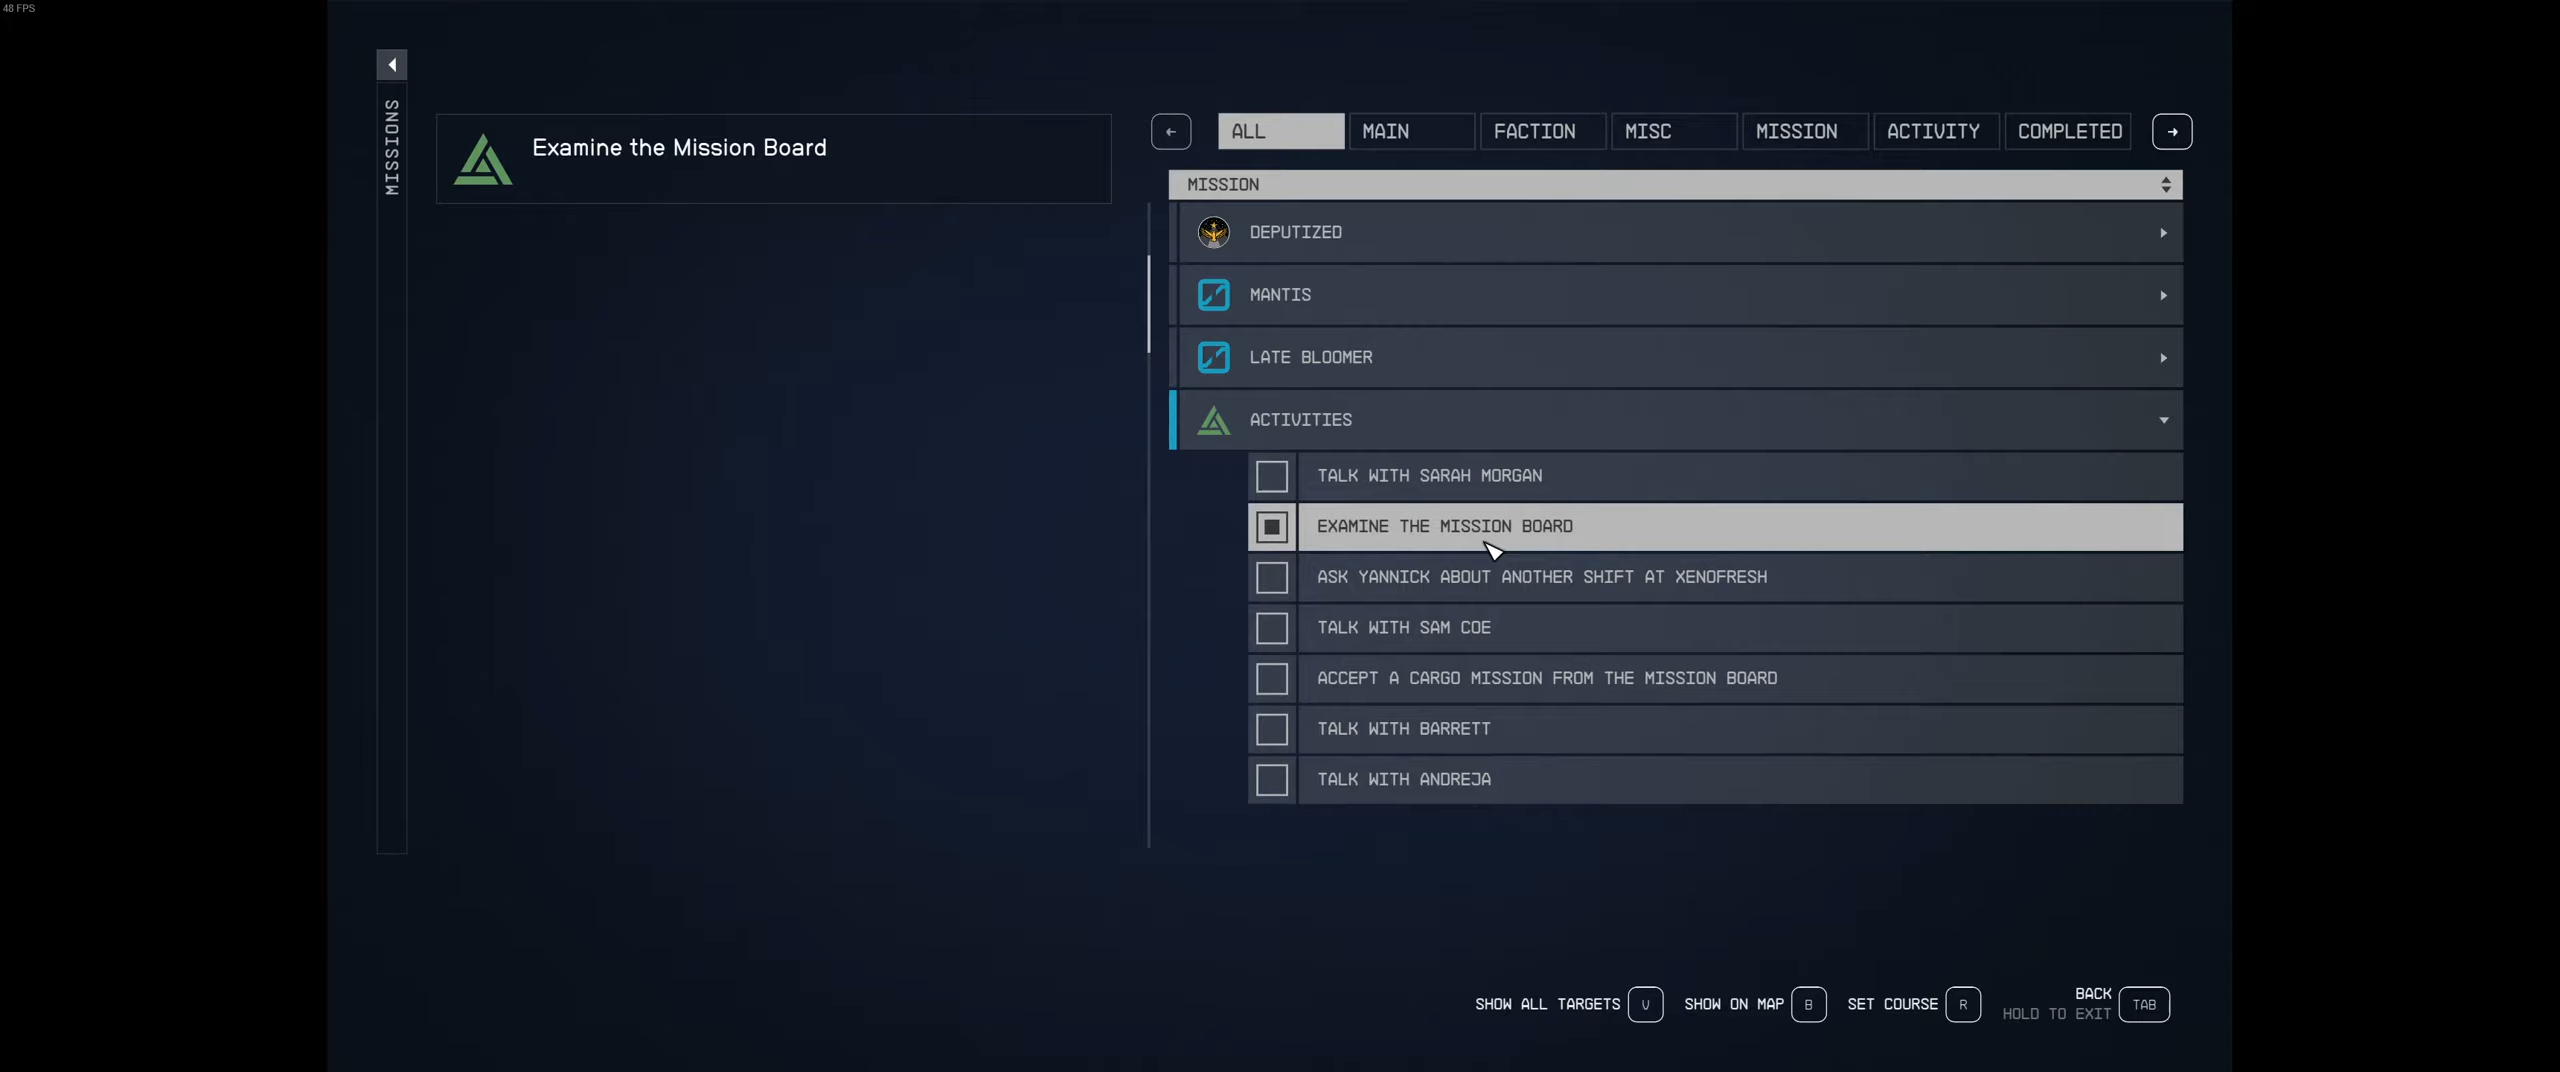 48 FPS
MISSIONS
Examine the Mission Board
ALL MAIN FACTION MISC MISSION ACTIVITY COMPLETED
MISSION
DEPUTIZED
MANTIS
LATE BLOOMER
ACTIVITIES
TALK WITH SARAH MORGAN
EXAMINE THE MISSION BOARD
ASK YANNICK ABOUT ANOTHER SHIFT AT XENOFRESH
TALK WITH SAM COE
ACCEPT A CARGO MISSION FROM THE MISSION BOARD
TALK WITH BARRETT
TALK WITH ANDREJA
SHOW ALL TARGETS V SHOW ON MAP B SET COURSE R BACK TAB
HOLD TO EXIT